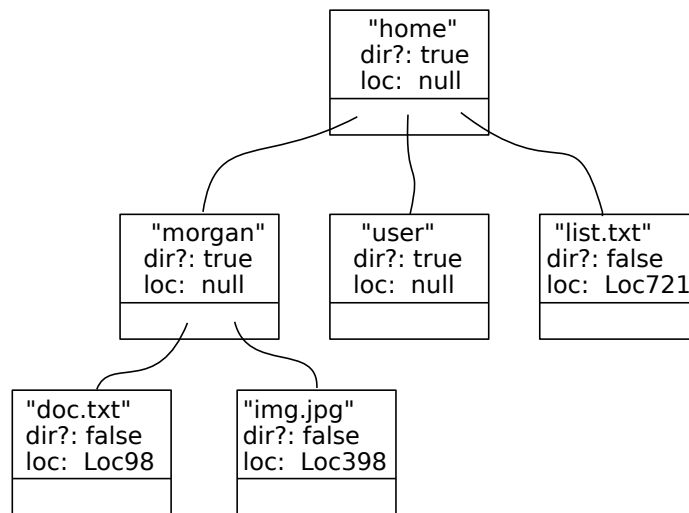 "home"
dir?: true
loc: null
"morgan"
dir?: true
loc: null
"user"
dir?: true
loc: null
"list.txt"
dir?: false
loc: Loc721
"doc.txt"
dir?: false
loc: Loc98
"img.jpg"
dir?: false
loc: Loc398